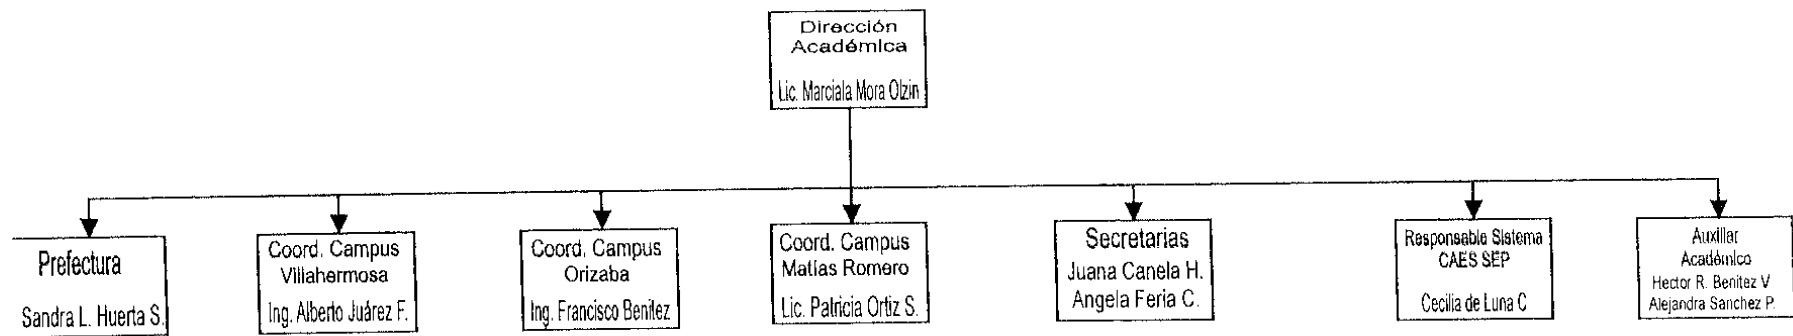 Dirección
Académica
Lic. Marciala Mora Olzin
Prefectura
Sandra L. Huerta S.
Coord. Campus
Villahermosa
Ing. Alberto Juárez F.
Coord. Campus
Orizaba
Ing. Francisco Benitez
Coord. Campus
Matías Romero
Lic. Patricia Ortiz S.
Secretarias
Juana Canela H.
Angela Feria C.
Responsable Sistema
CAES SEP
Cecilia de Luna C
Auxiliar
Académico
Hector R. Benitez V
Alejandra Sanchez P.